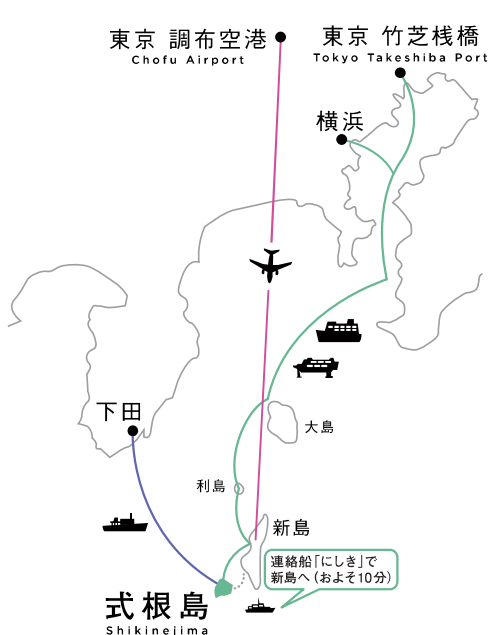 東京 調布空港
Chofu Airport
東京 竹芝桟橋
Tokyo Takeshiba Port
横浜
下田
大島
利島
新島
連絡船「にしき」で
新島へ(およそ10分)
式根島
Shikinejima